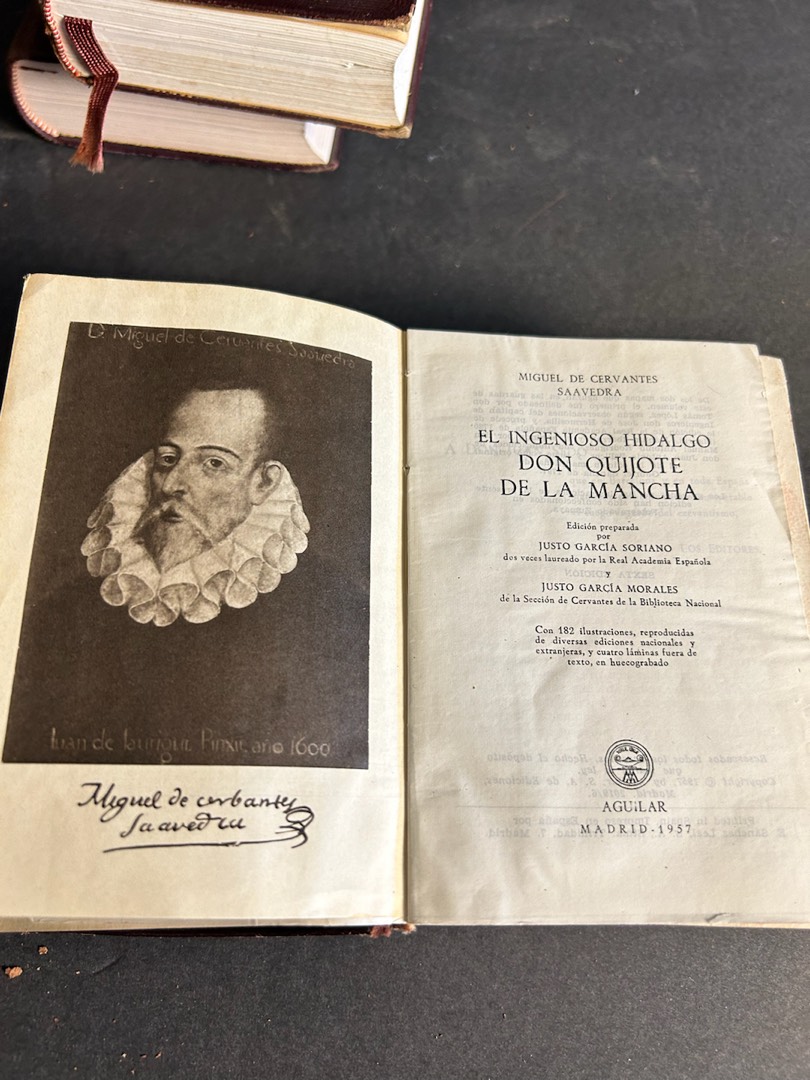 D. Miguel de Cervantes Saavedra
Iuan de Iaurigui Pinxit año 1600
Miguel de cerbantes
Saavedra
MIGUEL DE CERVANTES
SAAVEDRA
EL INGENIOSO HIDALGO
DON QUIJOTE
DE LA MANCHA
Edición preparada
por
JUSTO GARCÍA SORIANO
dos veces laureado por la Real Academia Española
y
JUSTO GARCÍA MORALES
de la Sección de Cervantes de la Biblioteca Nacional
Con 182 ilustraciones, reproducidas
de diversas ediciones nacionales y
extranjeras, y cuatro láminas fuera de
texto, en huecograbado
AGUILAR
MADRID-1957